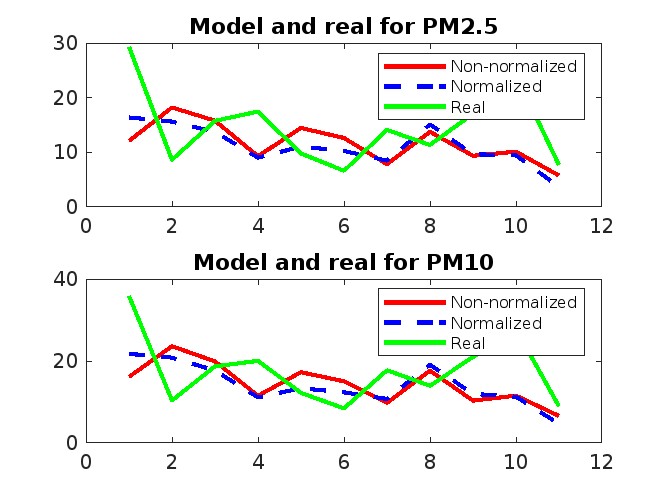 Model and real for PM2.5
30
20
10
0
Non-normalized
Normalized
Real
0 2 4 6 8 10 12
Model and real for PM10
40
20
0
Non-normalized
Normalized
Real
0 2 4 6 8 10 12